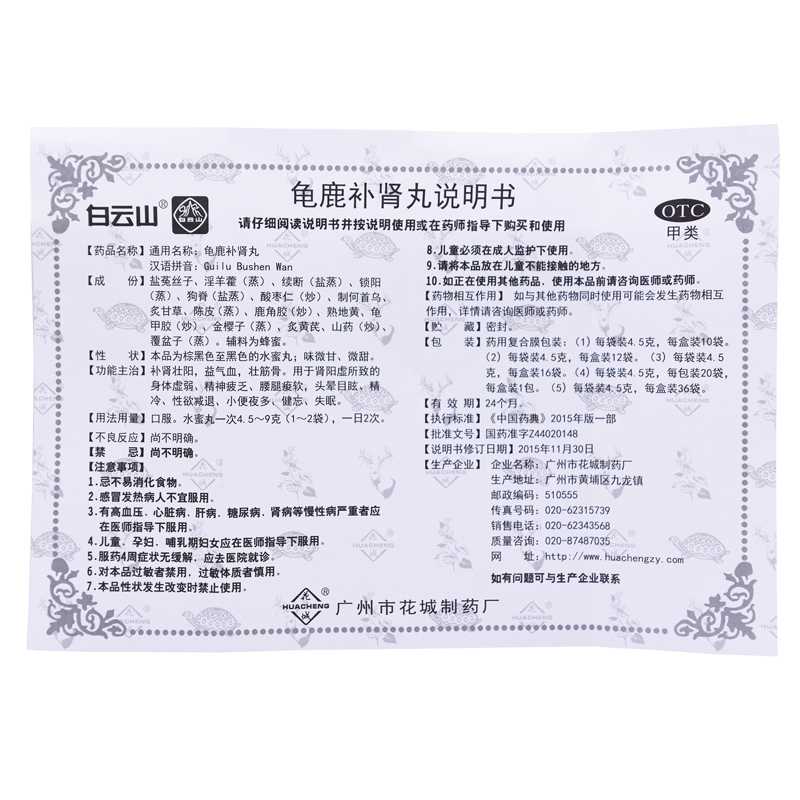 龟鹿补肾丸说明书
白云山®
白云山
请仔细阅读说明书并按说明使用或在药师指导下购买和使用
OTC
甲类
【药品名称】通用名称：龟鹿补肾丸
汉语拼音：Guilu Bushen Wan
【成　　份】盐菟丝子、淫羊藿（蒸）、续断（盐蒸）、锁阳
（蒸）、狗脊（盐蒸）、酸枣仁（炒）、制何首乌、
炙甘草、陈皮（蒸）、鹿角胶（炒）、熟地黄、龟
甲胶（炒）、金樱子（蒸）、炙黄芪、山药（炒）、
覆盆子（蒸）。辅料为蜂蜜。
【性　　状】本品为棕黑色至黑色的水蜜丸；味微甘、微甜。
【功能主治】补肾壮阳，益气血，壮筋骨。用于肾阳虚所致的
身体虚弱、精神疲乏、腰腿痠软，头晕目眩、精
冷、性欲减退、小便夜多、健忘、失眠。
【用法用量】口服。水蜜丸一次4.5～9克（1～2袋），一日2次。
【不良反应】尚不明确。
【禁　　忌】尚不明确。
【注意事项】
1.忌不易消化食物。
2.感冒发热病人不宜服用。
3.有高血压、心脏病、肝病、糖尿病、肾病等慢性病严重者应
在医师指导下服用。
4.儿童、孕妇、哺乳期妇女应在医师指导下服用。
5.服药4周症状无缓解，应去医院就诊。
6.对本品过敏者禁用，过敏体质者慎用。
7.本品性状发生改变时禁止使用。
8.儿童必须在成人监护下使用。
9.请将本品放在儿童不能接触的地方。
10.如正在使用其他药品，使用本品前请咨询医师或药师。
【药物相互作用】如与其他药物同时使用可能会发生药物相互
作用、详情请咨询医师或药师。
【贮　　藏】密封。
【包　　装】药用复合膜包装：（1）每袋装4.5克，每盒装10袋。
（2）每袋装4.5克，每盒装12袋。（3）每袋装4.5
克，每盒装16袋。（4）每袋装4.5克，每包装20袋，
每盒装1包。（5）每袋装4.5克，每盒装36袋。
【有 效 期】24个月。
【执行标准】《中国药典》2015年版一部
【批准文号】国药准字Z44020148
【说明书修订日期】2015年11月30日
【生产企业】企业名称：广州市花城制药厂
生产地址：广州市黄埔区九龙镇
邮政编码：510555
传真号码：020-62315739
销售电话：020-62343568
质量咨询：020-87487035
网　　址：http://www.huachengzy.com
如有问题可与生产企业联系
花
HUACHENG®
城
广州市花城制药厂